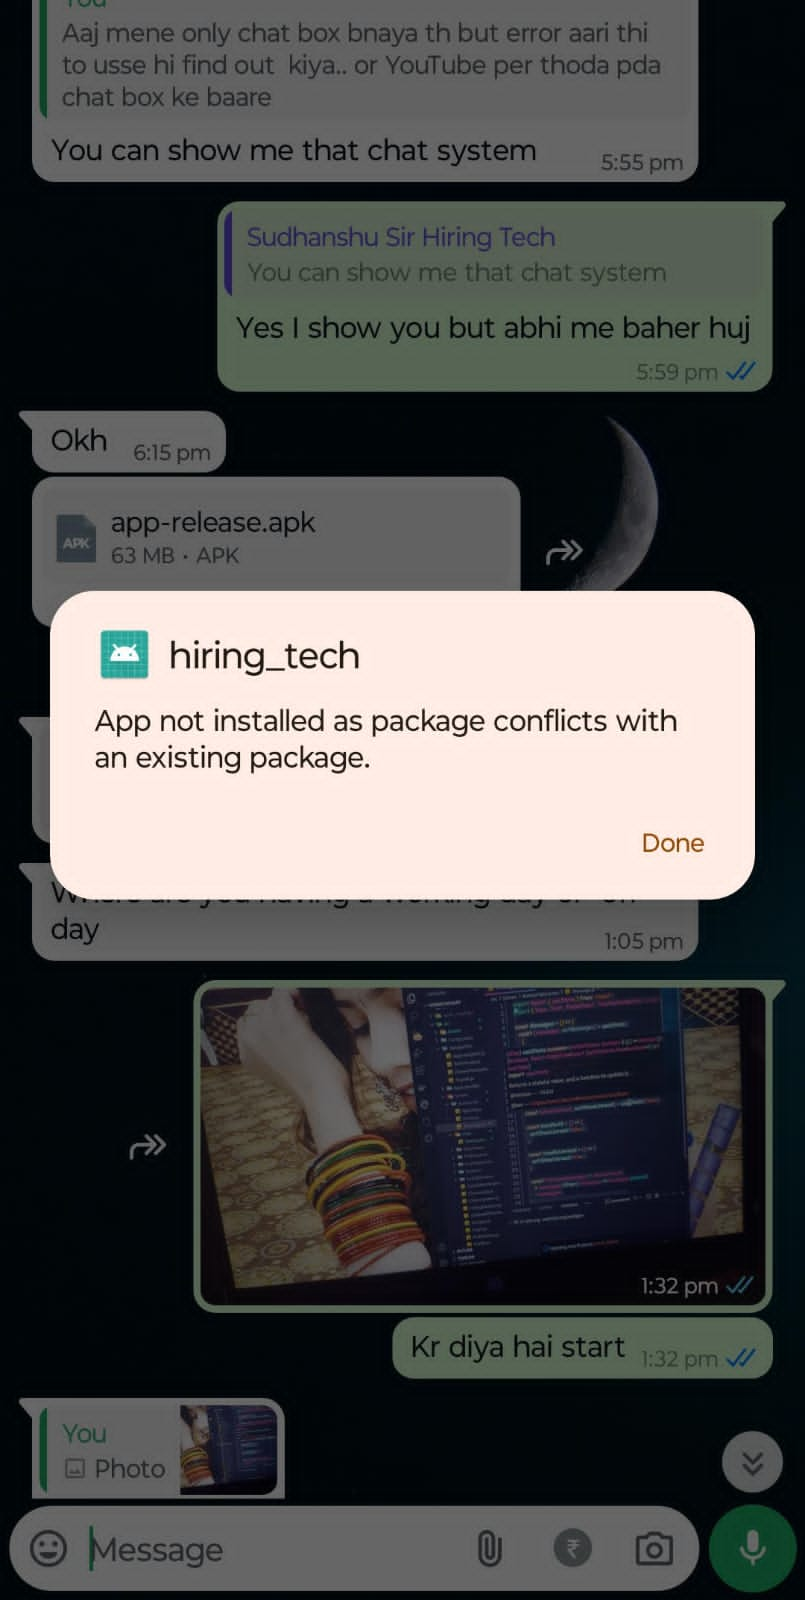 You
Aaj mene only chat box bnaya th but error aari thi
to usse hi find out kiya.. or YouTube per thoda pda
chat box ke baare
You can show me that chat system
5:55 pm
Sudhanshu Sir Hiring Tech
You can show me that chat system
Yes I show you but abhi me baher huj
5:59 pm
Okh
6:15 pm
APK
app-release.apk
63 MB • APK
hiring_tech
App not installed as package conflicts with
an existing package.
Done
day
1:05 pm
1:32 pm
Kr diya hai start
1:32 pm
You
Photo
Message